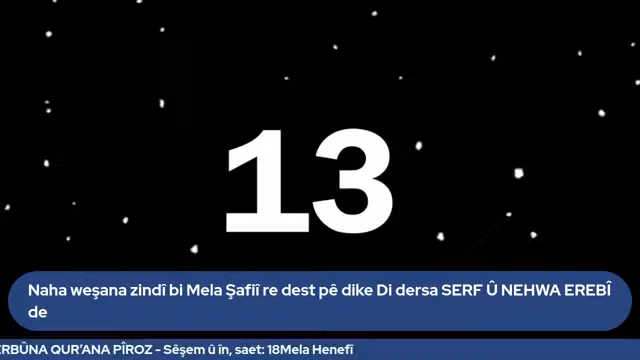 13
Naha weşana zindî bi Mela Şafiî re dest pê dike Di dersa SERF Û NEHWA EREBÎ
de
ERBÛNA QUR'ANA PÎROZ - Sêşem û în, saet: 18Mela Henefî